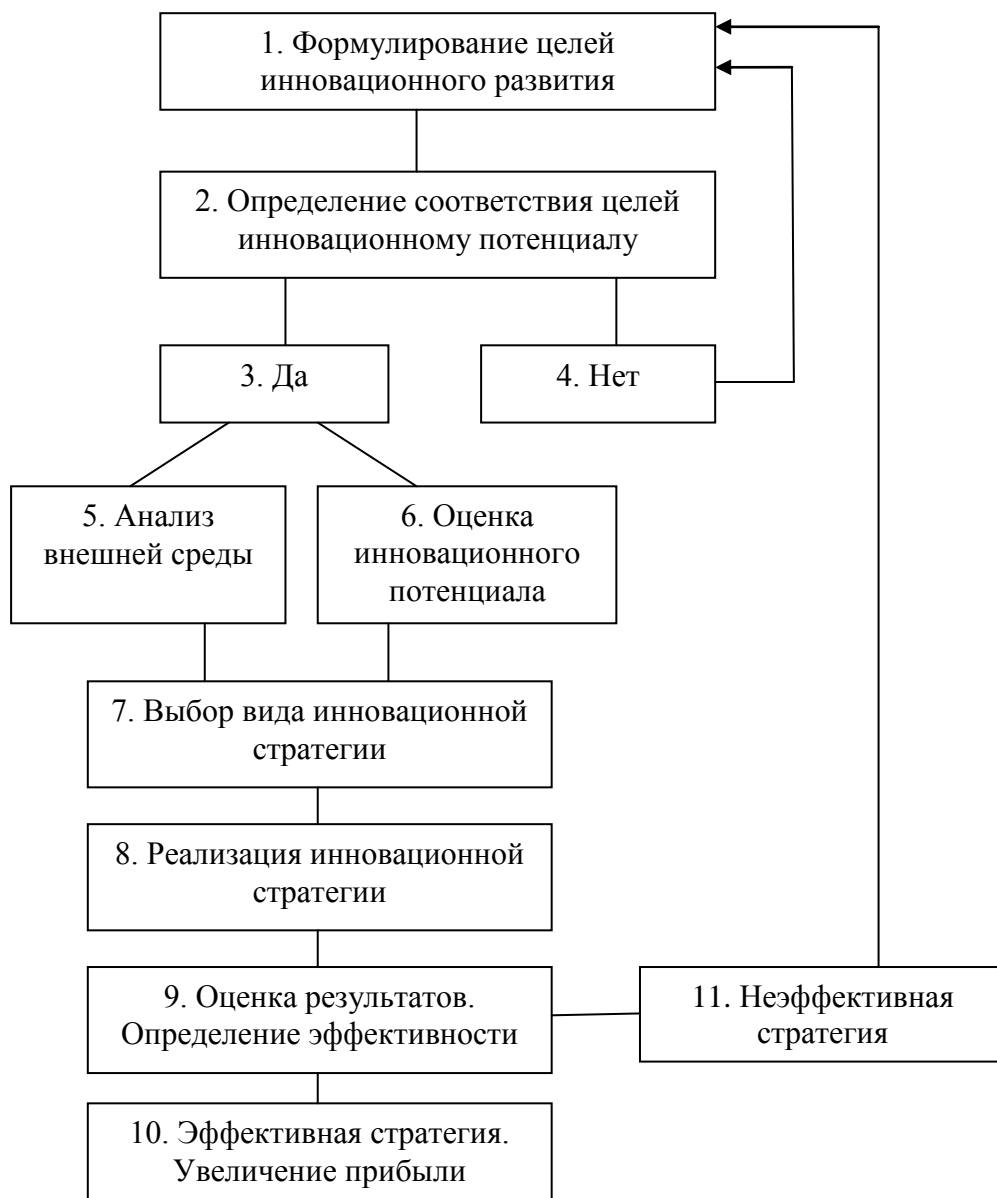 1. Формулирование целей
инновационного развития
2. Определение соответствия целей
инновационному потенциалу
3. Да
4. Нет
5. Анализ
внешней среды
6. Оценка
инновационного
потенциала
7. Выбор вида инновационной
стратегии
8. Реализация инновационной
стратегии
9. Оценка результатов.
Определение эффективности
11. Неэффективная
стратегия
10. Эффективная стратегия.
Увеличение прибыли